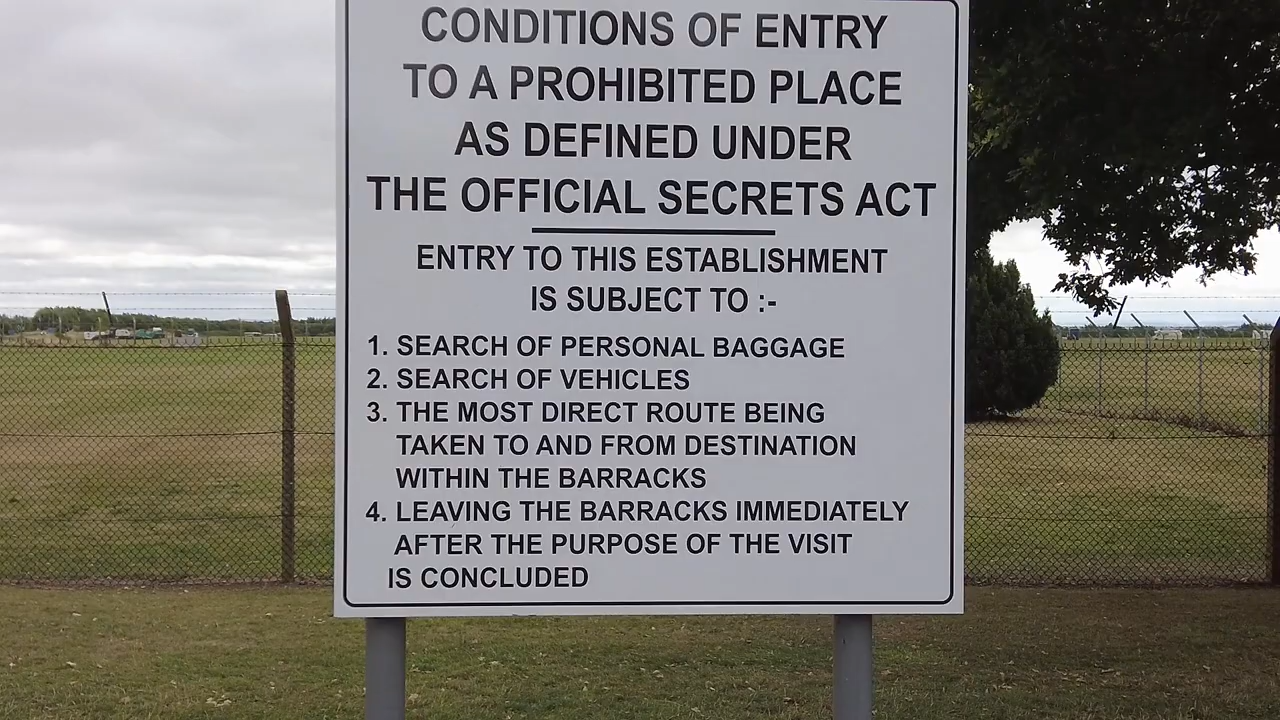 CONDITIONS OF ENTRY
TO A PROHIBITED PLACE
AS DEFINED UNDER
THE OFFICIAL SECRETS ACT
ENTRY TO THIS ESTABLISHMENT
IS SUBJECT TO :-
1. SEARCH OF PERSONAL BAGGAGE
2. SEARCH OF VEHICLES
3. THE MOST DIRECT ROUTE BEING
TAKEN TO AND FROM DESTINATION
WITHIN THE BARRACKS
4. LEAVING THE BARRACKS IMMEDIATELY
AFTER THE PURPOSE OF THE VISIT
IS CONCLUDED